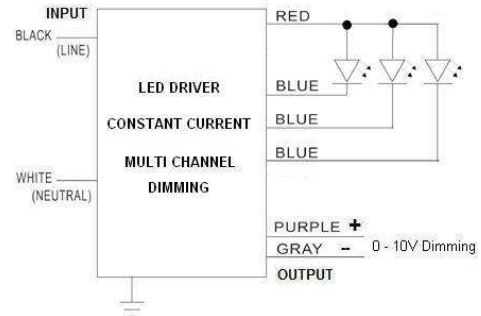 INPUT
BLACK
(LINE)
WHITE
(NEUTRAL)
LED DRIVER
CONSTANT CURRENT
MULTI CHANNEL
DIMMING
RED
BLUE
BLUE
BLUE
PURPLE +
GRAY - 0 - 10V Dimming
OUTPUT